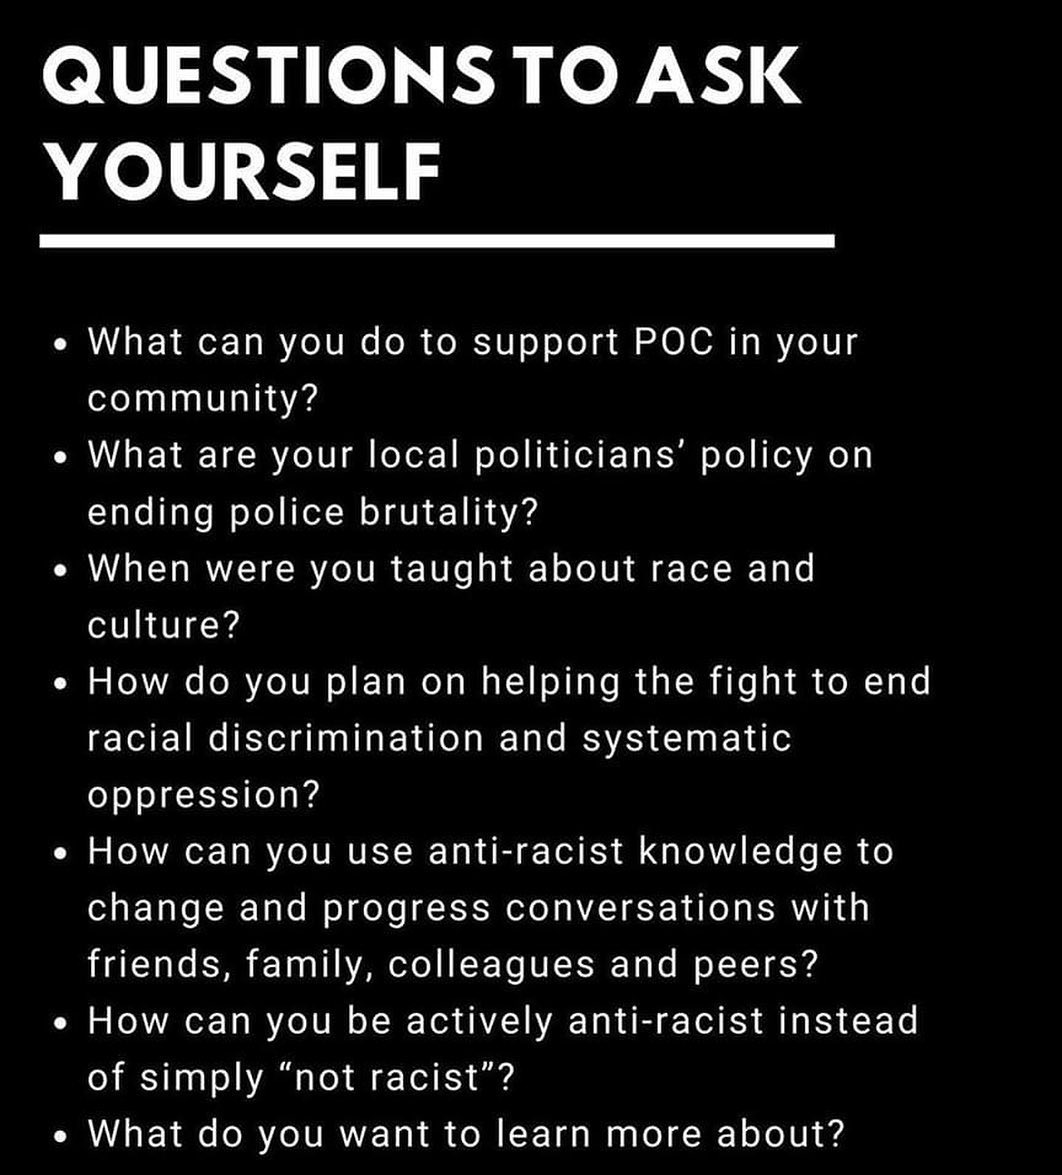 QUESTIONS TO ASK
YOURSELF
• What can you do to support POC in your
community?
• What are your local politicians’ policy on
ending police brutality?
• When were you taught about race and
culture?
• How do you plan on helping the fight to end
racial discrimination and systematic
oppression?
• How can you use anti-racist knowledge to
change and progress conversations with
friends, family, colleagues and peers?
• How can you be actively anti-racist instead
of simply “not racist”?
• What do you want to learn more about?